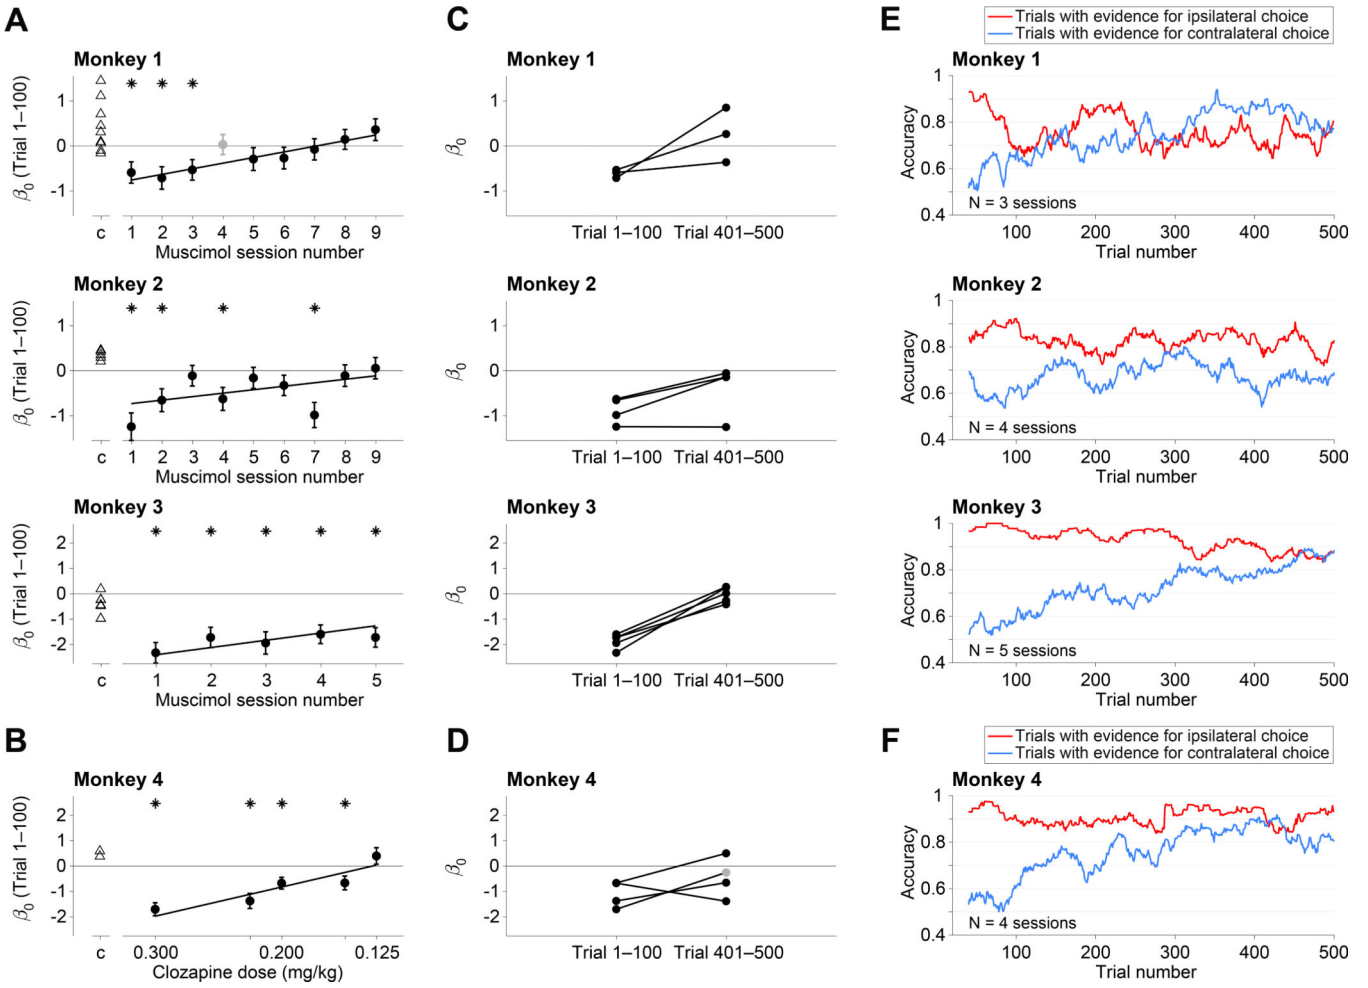 A
Monkey 1
β0 (Trial 1–100)
1
0
-1
c
1 2 3 4 5 6 7 8 9
Muscimol session number
Monkey 2
β0 (Trial 1–100)
1
0
-1
c
1 2 3 4 5 6 7 8 9
Muscimol session number
Monkey 3
β0 (Trial 1–100)
2
1
0
-1
-2
c
1 2 3 4 5
Muscimol session number
B
Monkey 4
β0 (Trial 1–100)
2
1
0
-1
-2
c
0.300 0.200 0.125
Clozapine dose (mg/kg)
C
Monkey 1
β0
1
0
-1
Trial 1–100 Trial 401–500
Monkey 2
β0
1
0
-1
Trial 1–100 Trial 401–500
Monkey 3
β0
2
1
0
-1
-2
Trial 1–100 Trial 401–500
D
Monkey 4
β0
2
1
0
-1
-2
Trial 1–100 Trial 401–500
E
Trials with evidence for ipsilateral choice
Trials with evidence for contralateral choice
Monkey 1
Accuracy
1
0.8
0.6
0.4
N = 3 sessions
100 200 300 400 500
Trial number
Monkey 2
Accuracy
1
0.8
0.6
0.4
N = 4 sessions
100 200 300 400 500
Trial number
Monkey 3
Accuracy
1
0.8
0.6
0.4
N = 5 sessions
100 200 300 400 500
Trial number
F
Trials with evidence for ipsilateral choice
Trials with evidence for contralateral choice
Monkey 4
Accuracy
1
0.8
0.6
0.4
N = 4 sessions
100 200 300 400 500
Trial number